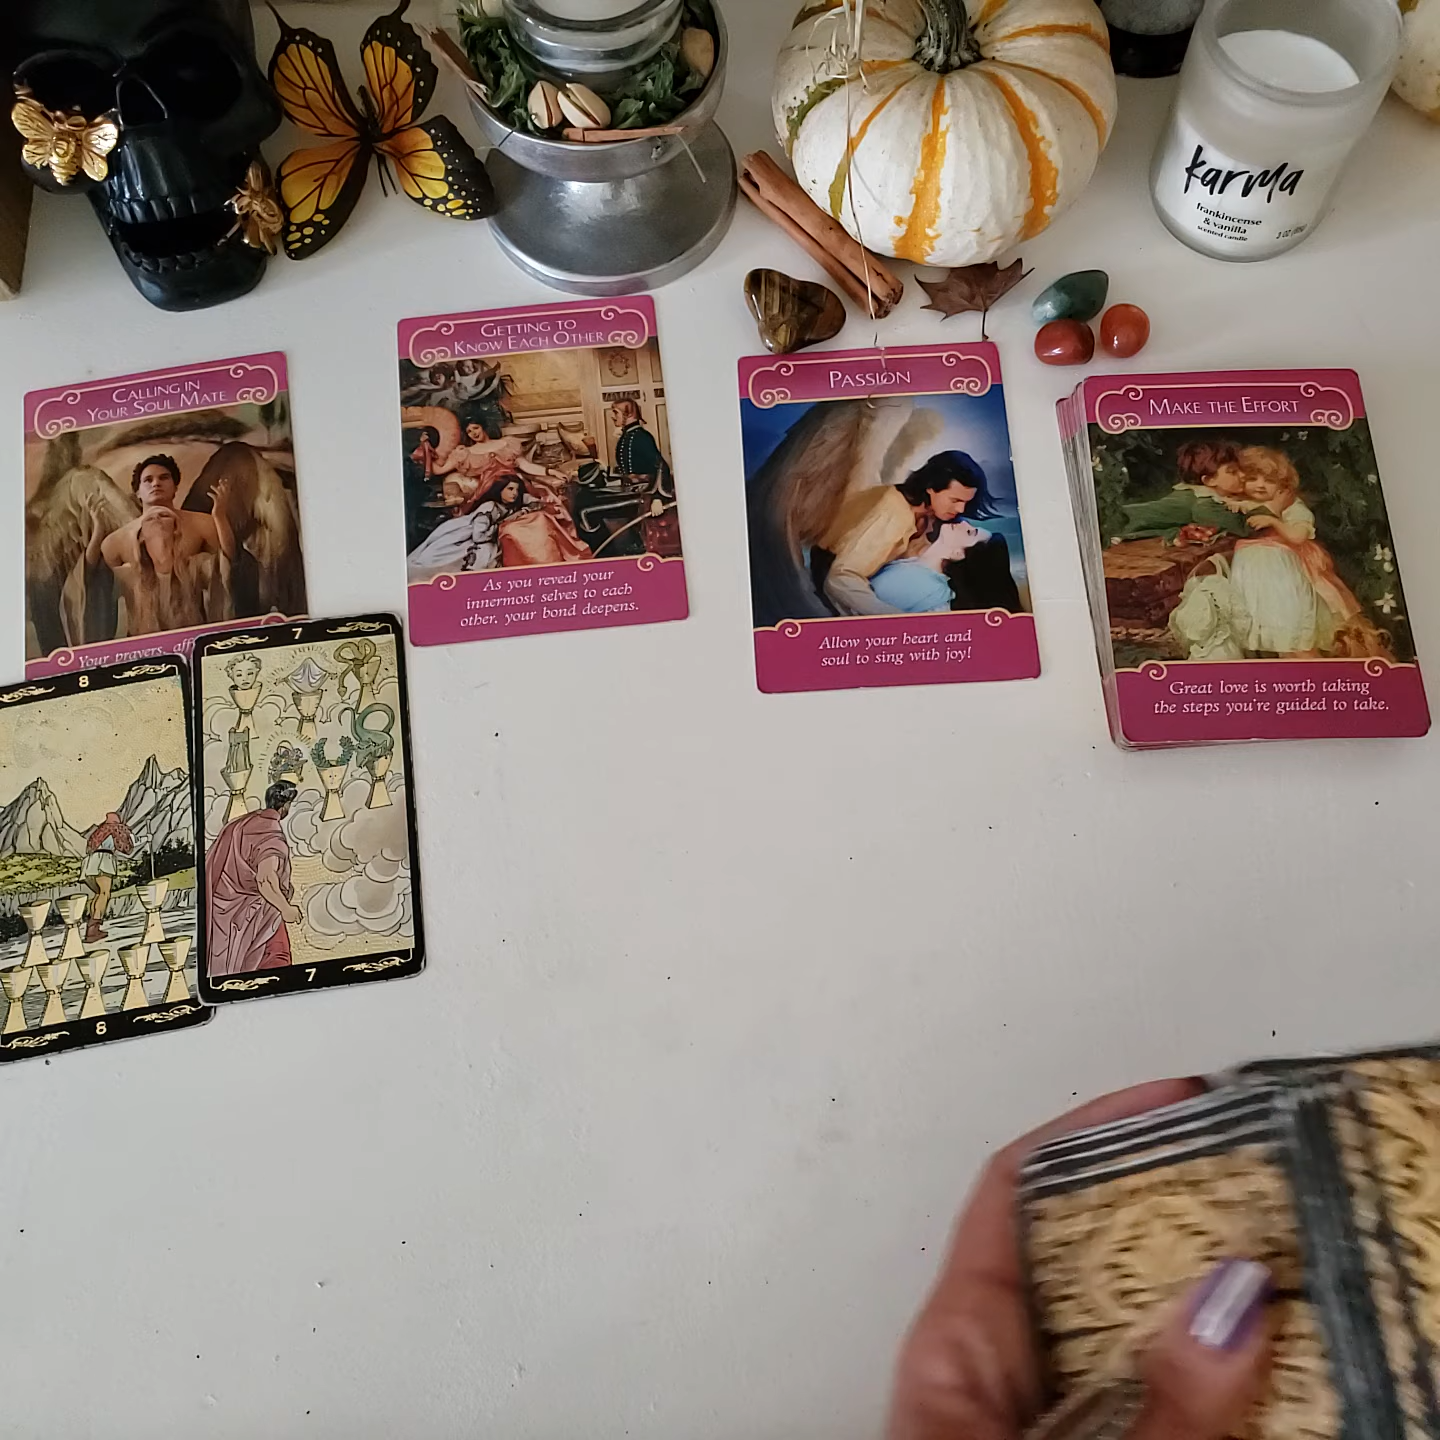 karma
frankincense
& vanilla
scented candle
CALLING IN
YOUR SOUL MATE
Your prayers,
GETTING TO
KNOW EACH OTHER
As you reveal your
innermost selves to each
other, your bond deepens.
PASSION
Allow your heart and
soul to sing with joy!
MAKE THE EFFORT
Great love is worth taking
the steps you're guided to take.
8
8
7
7